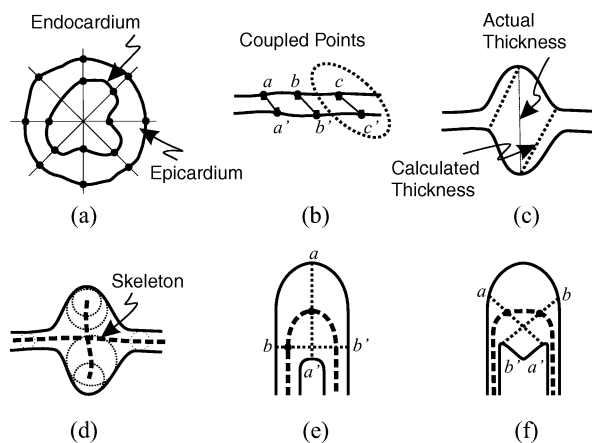 Endocardium
Epicardium
(a)
Coupled Points
a b c
a' b' c'
(b)
Actual
Thickness
Calculated
Thickness
(c)
Skeleton
(d)
a
b b'
a'
(e)
a b
b' a'
(f)